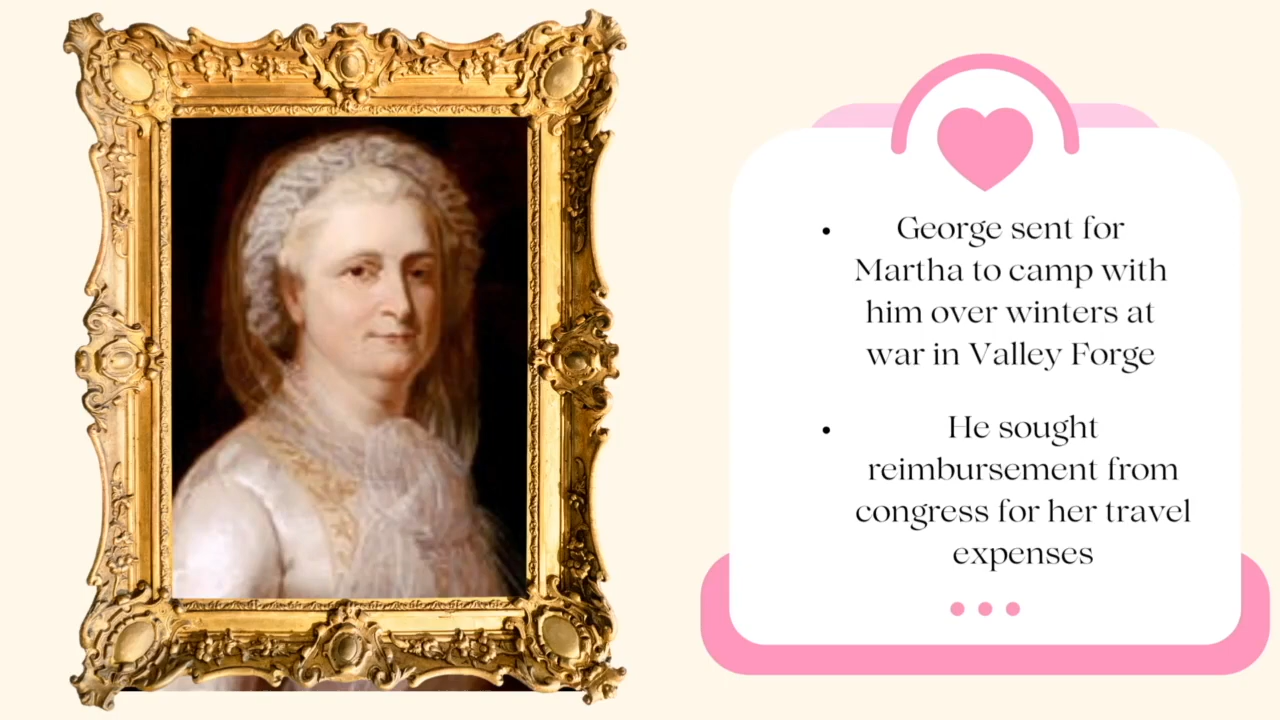 • George sent for
Martha to camp with
him over winters at
war in Valley Forge
• He sought
reimbursement from
congress for her travel
expenses